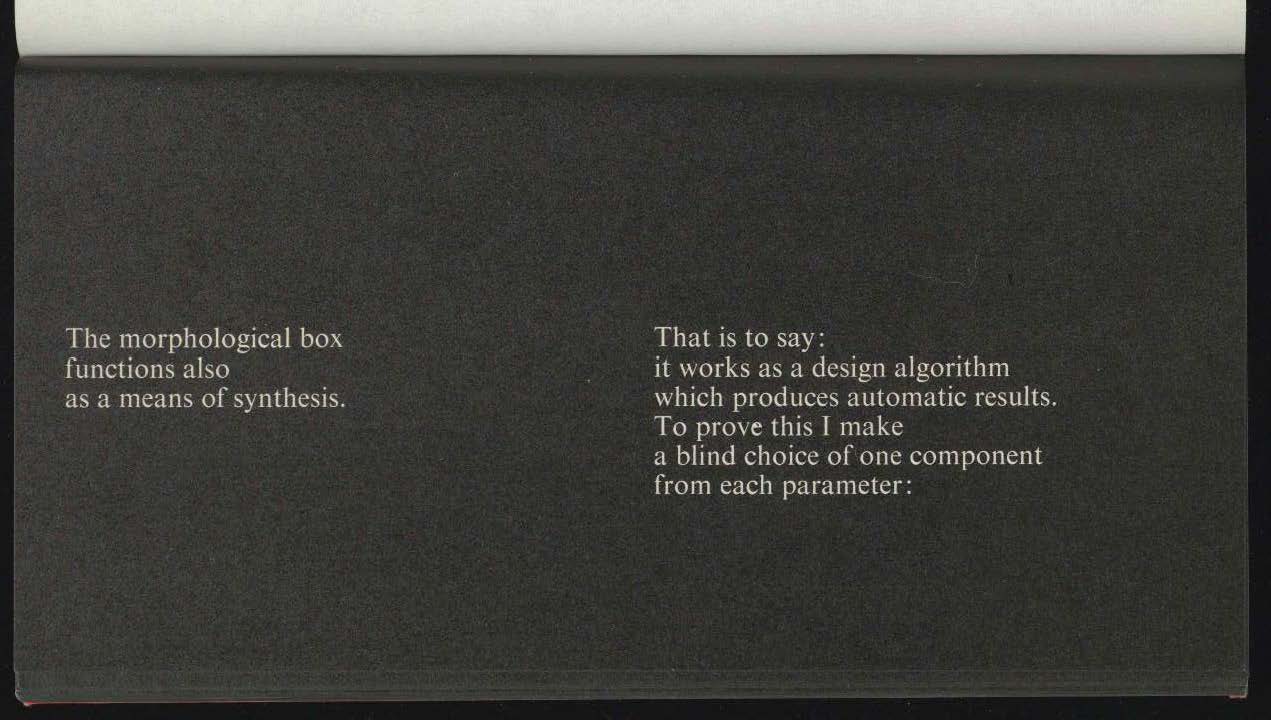 The morphological box
functions also
as a means of synthesis.
That is to say:
it works as a design algorithm
which produces automatic results.
To prove this I make
a blind choice of one component
from each parameter: